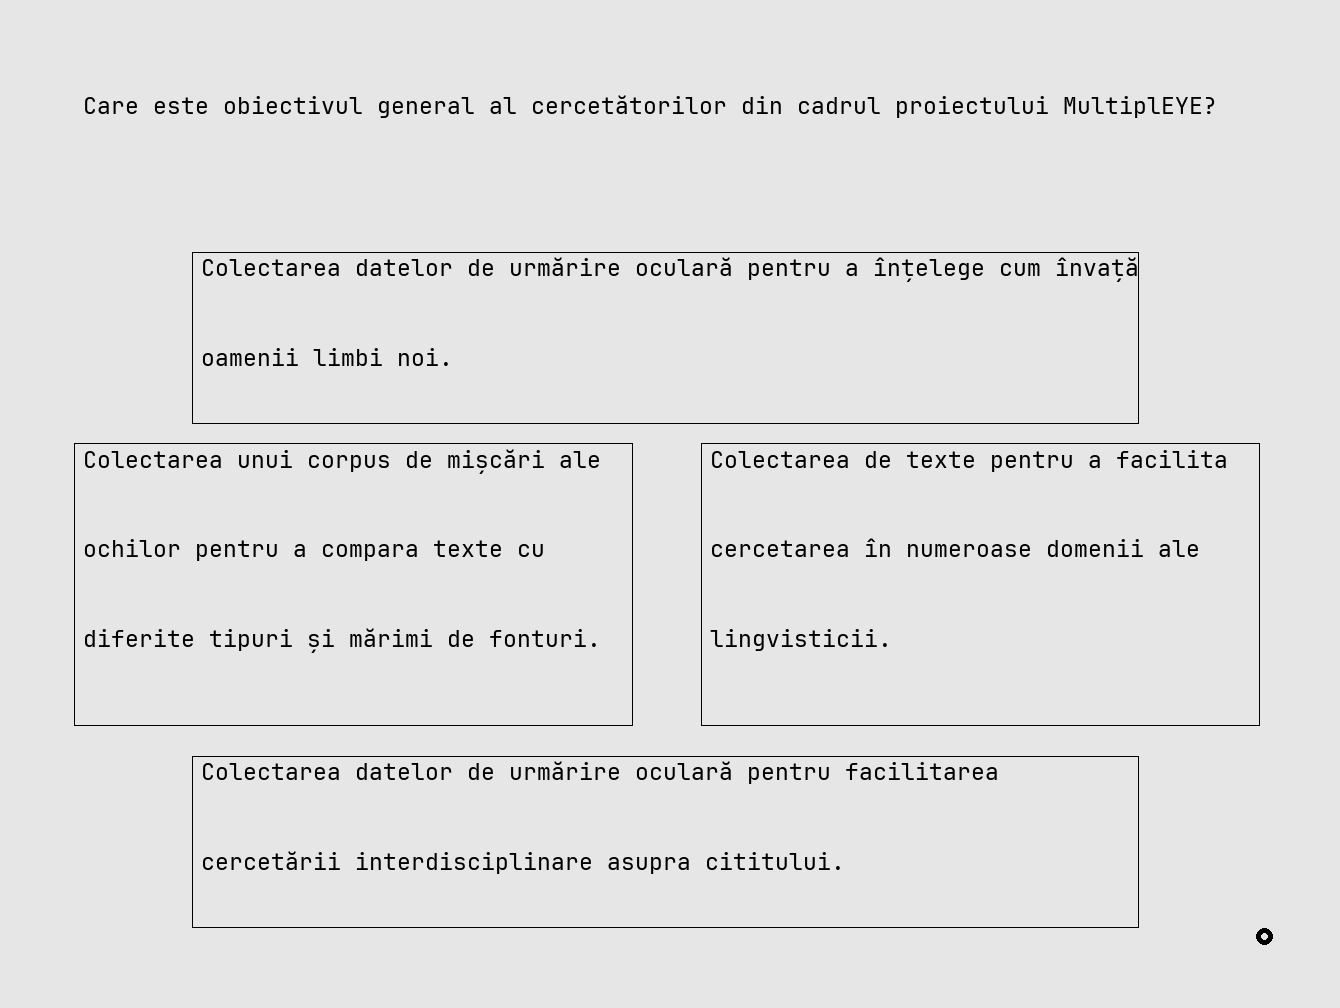 Care este obiectivul general al cercetătorilor din cadrul proiectului MultiplEYE?
Colectarea datelor de urmărire oculară pentru a înțelege cum învață
oamenii limbi noi.
Colectarea unui corpus de mișcări ale
ochilor pentru a compara texte cu
diferite tipuri și mărimi de fonturi.
Colectarea de texte pentru a facilita
cercetarea în numeroase domenii ale
lingvisticii.
Colectarea datelor de urmărire oculară pentru facilitarea
cercetării interdisciplinare asupra cititului.